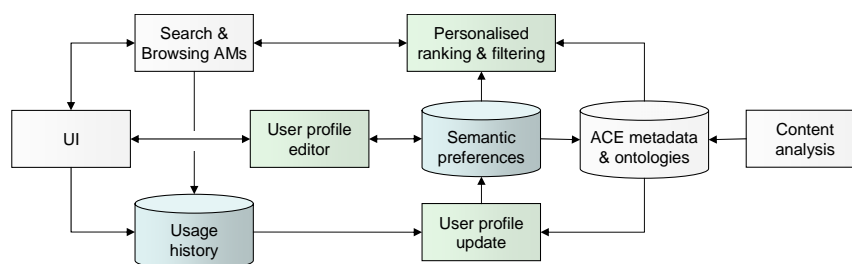 Search &
Browsing AMs
Personalised
ranking & filtering
UI
User profile
editor
Semantic
preferences
ACE metadata
& ontologies
Content
analysis
Usage
history
User profile
update